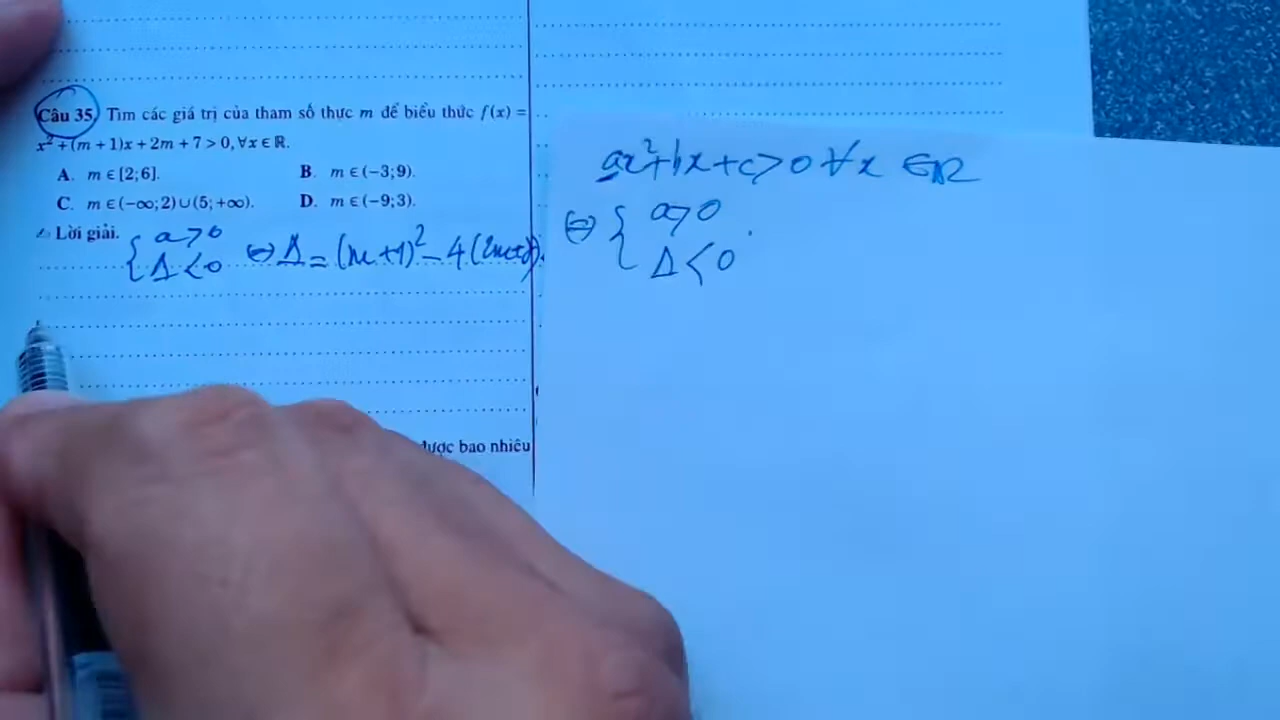 Câu 35 Tìm các giá trị của tham số thực m để biểu thức f(x) =
x² + (m + 1)x + 2m + 7 > 0, ∀x ∈ ℝ.
A. m ∈ [2;6].
B. m ∈ (−3;9).
C. m ∈ (−∞;2) ∪ (5;+∞).
D. m ∈ (−9;3).
Lời giải.
{ a > 0
Δ < 0 ⇔ Δ = (m+1)² − 4(2m+7).
được bao nhiêu
ax² + bx + c > 0 ∀x ∈ ℝ
⇔ { a > 0
Δ < 0